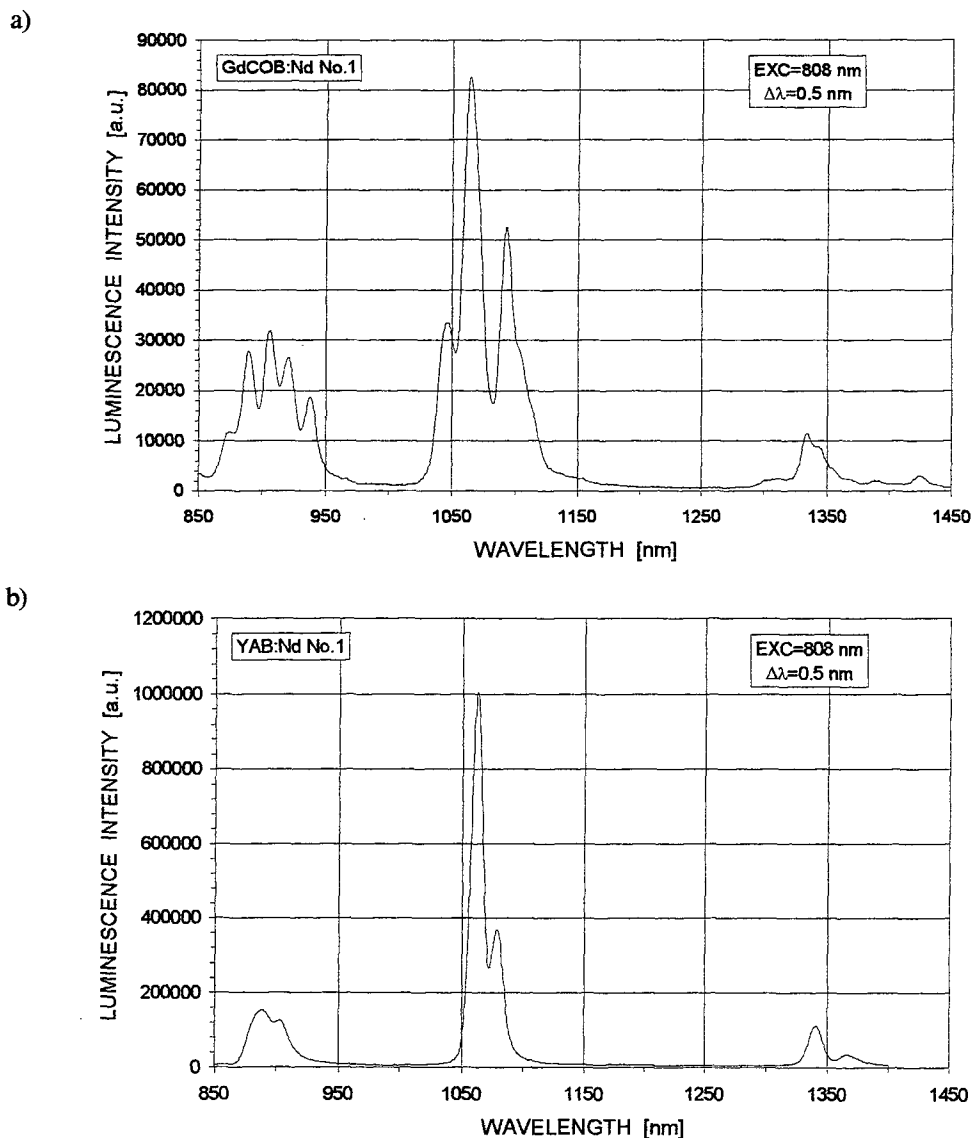 a)
90000
80000
70000
60000
50000
40000
30000
20000
10000
0
LUMINESCENCE INTENSITY [a.u.]
GdCOB:Nd No.1
EXC=808 nm
Δλ=0.5 nm
850 950 1050 1150 1250 1350 1450
WAVELENGTH [nm]
b)
1200000
1000000
800000
600000
400000
200000
0
LUMINESCENCE INTENSITY [a.u.]
YAB:Nd No.1
EXC=808 nm
Δλ=0.5 nm
850 950 1050 1150 1250 1350 1450
WAVELENGTH [nm]